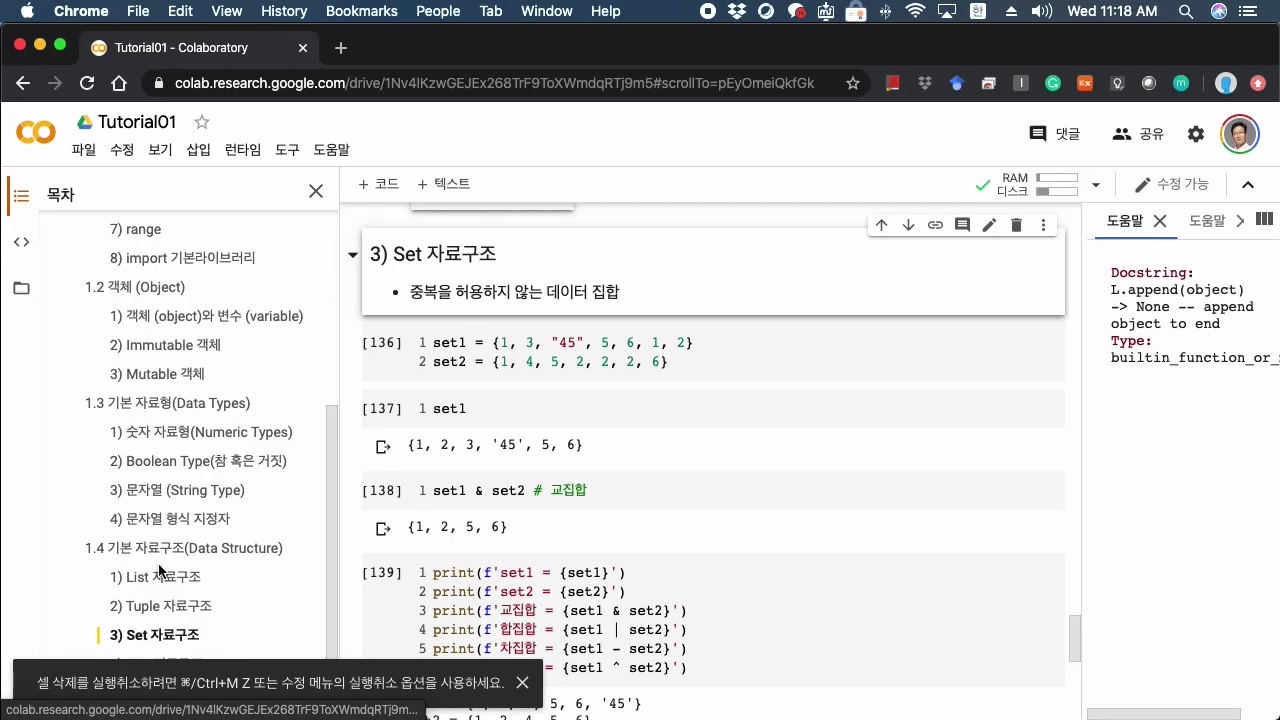 Chrome File Edit View History Bookmarks People Tab Window Help 한 Wed 11:18 AM
Tutorial01 - Colaboratory
colab.research.google.com/drive/1Nv4lKzwGEJEx268TrF9ToXWmdqRTj9m5#scrollTo=pEyOmeiQkfGk
Tutorial01
댓글 공유
파일 수정 보기 삽입 런타임 도구 도움말
목차
+ 코드 + 텍스트
RAM
디스크
수정 가능
7) range
8) import 기본라이브러리
1.2 객체 (Object)
1) 객체 (object)와 변수 (variable)
2) Immutable 객체
3) Mutable 객체
1.3 기본 자료형(Data Types)
1) 숫자 자료형(Numeric Types)
2) Boolean Type(참 혹은 거짓)
3) 문자열 (String Type)
4) 문자열 형식 지정자
1.4 기본 자료구조(Data Structure)
1) List 자료구조
2) Tuple 자료구조
3) Set 자료구조
3) Set 자료구조
• 중복을 허용하지 않는 데이터 집합
[136] 1 set1 = {1, 3, "45", 5, 6, 1, 2}
2 set2 = {1, 4, 5, 2, 2, 2, 6}
[137] 1 set1
{1, 2, 3, '45', 5, 6}
[138] 1 set1 & set2 # 교집합
{1, 2, 5, 6}
[139] 1 print(f'set1 = {set1}')
2 print(f'set2 = {set2}')
3 print(f'교집합 = {set1 & set2}')
4 print(f'합집합 = {set1 | set2}')
5 print(f'차집합 = {set1 - set2}')
= {set1 ^ set2}')
5, 6, '45'}
도움말 도움말
Docstring:
L.append(object)
-> None -- append
object to end
Type:
builtin_function_or_
셀 삭제를 실행취소하려면 ⌘/Ctrl+M Z 또는 수정 메뉴의 실행취소 옵션을 사용하세요.
colab.research.google.com/drive/1Nv4lKzwGEJEx268TrF9ToXWmdqRTj9m...